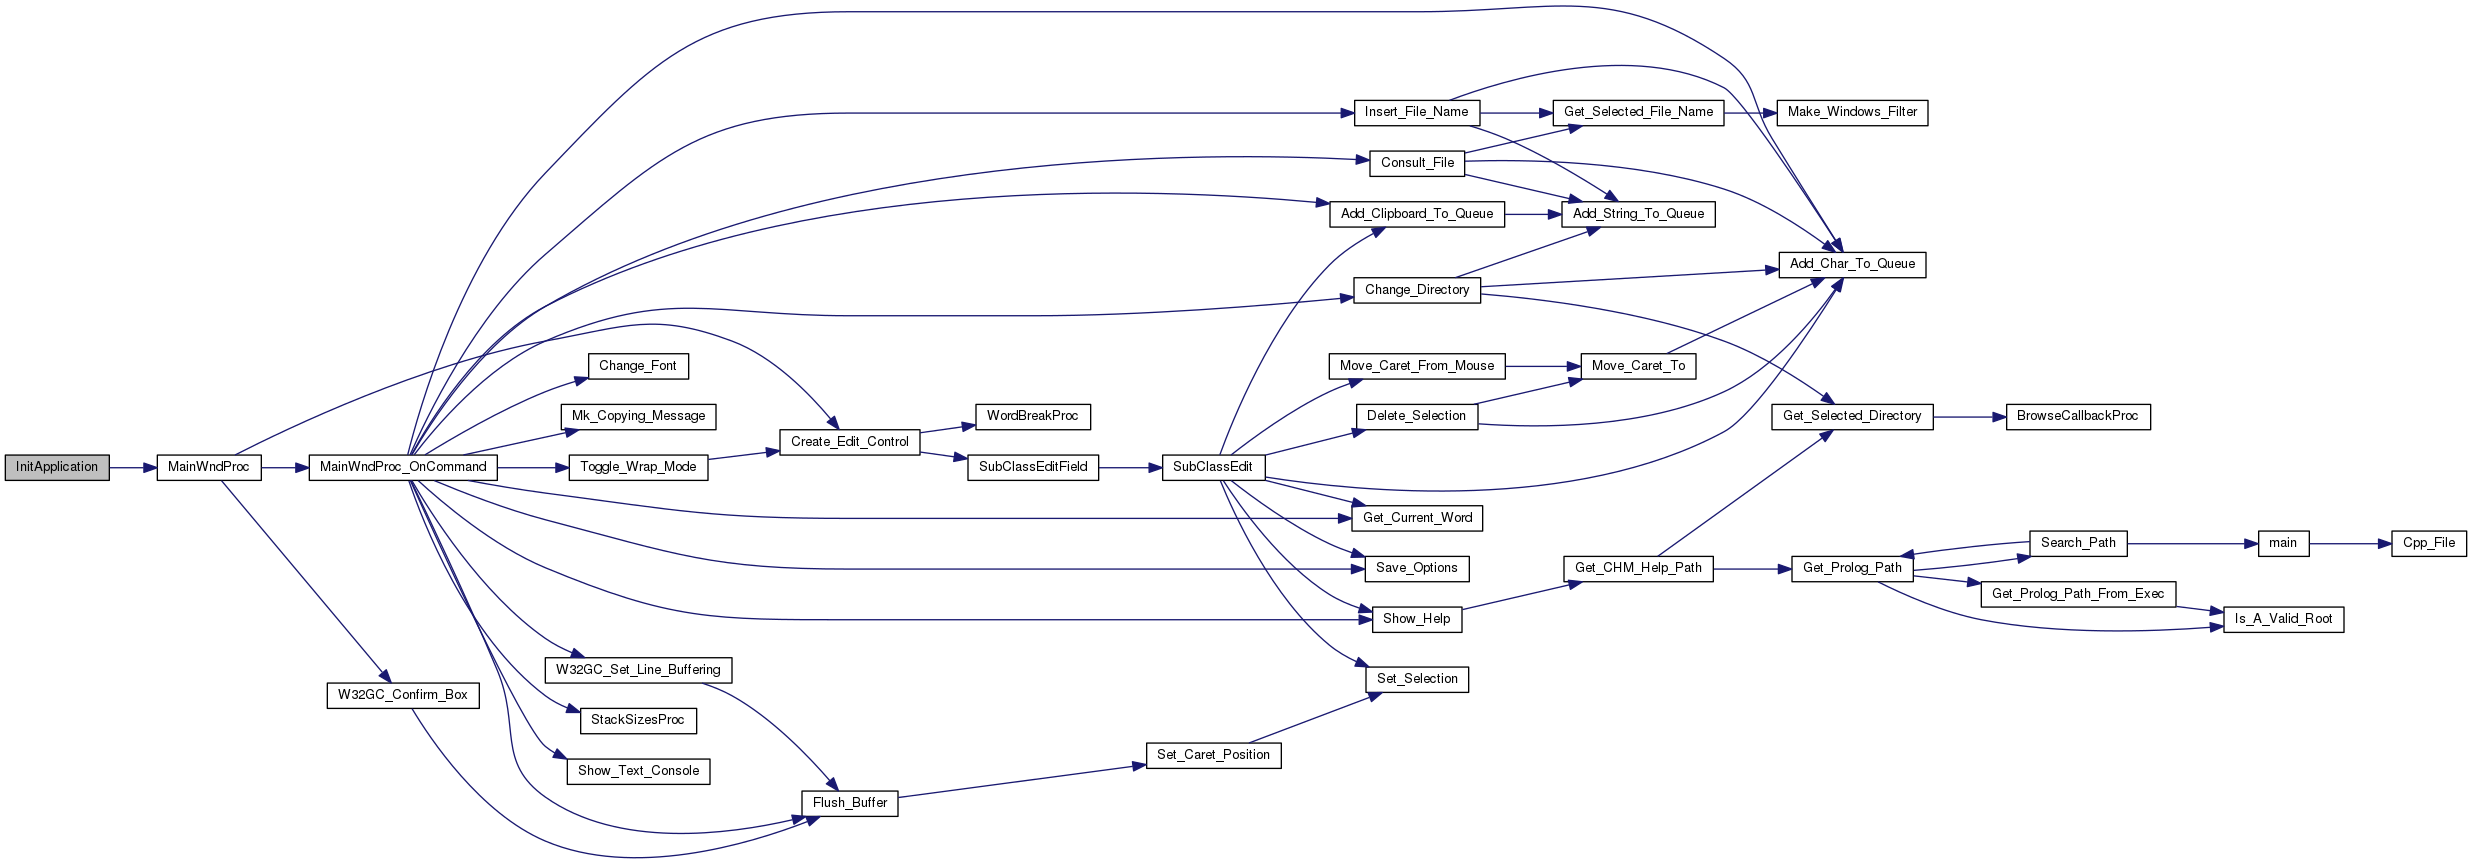 InitApplication
MainWndProc
MainWndProc_OnCommand
W32GC_Confirm_Box
Change_Font
Mk_Copying_Message
Toggle_Wrap_Mode
W32GC_Set_Line_Buffering
StackSizesProc
Show_Text_Console
Create_Edit_Control
Flush_Buffer
WordBreakProc
SubClassEditField
SubClassEdit
Set_Caret_Position
Insert_File_Name
Consult_File
Add_Clipboard_To_Queue
Change_Directory
Move_Caret_From_Mouse
Delete_Selection
Get_Current_Word
Save_Options
Show_Help
Set_Selection
Get_Selected_File_Name
Add_String_To_Queue
Move_Caret_To
Get_CHM_Help_Path
Make_Windows_Filter
Add_Char_To_Queue
Get_Selected_Directory
Get_Prolog_Path
BrowseCallbackProc
Search_Path
Get_Prolog_Path_From_Exec
main
Is_A_Valid_Root
Cpp_File